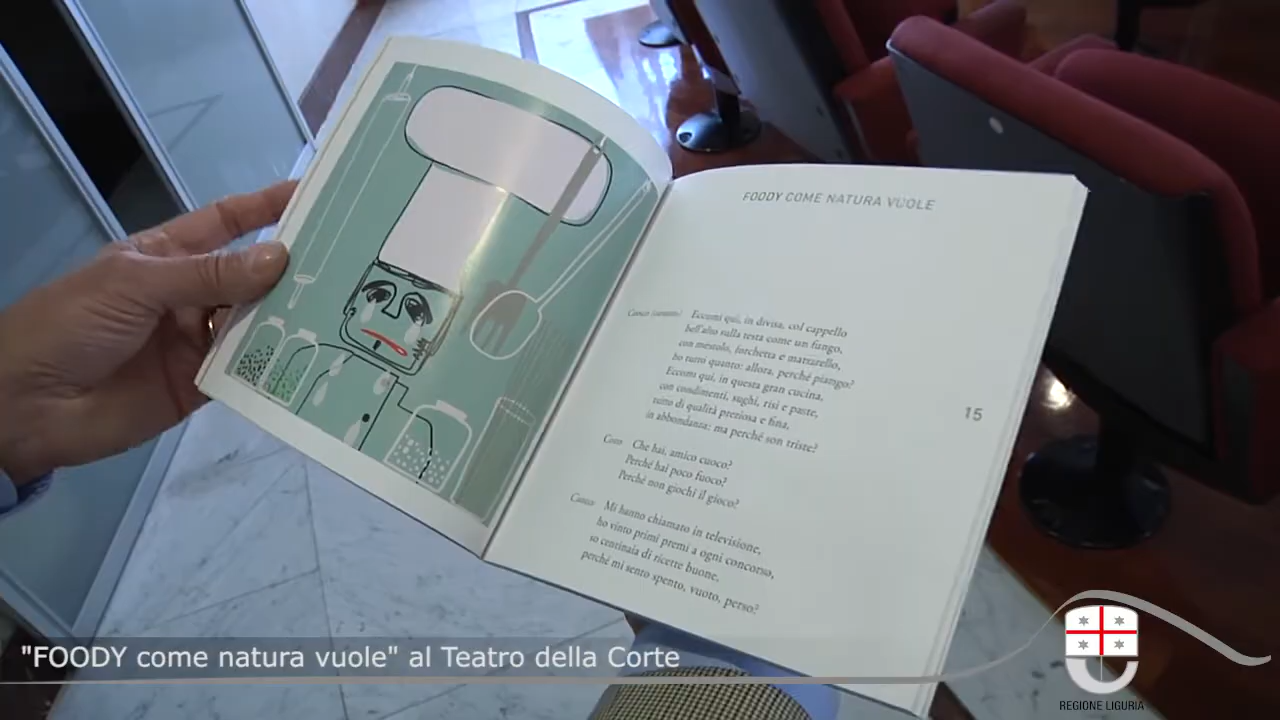 FOODY COME NATURA VUOLE
Cuoco (cantante) Eccomi qui, in divisa, col cappello
bell'alto sulla testa come un fungo,
con mestolo, forchetta e mattarello,
ho tutto quanto: allora, perché piango?
Eccomi qui, in questa gran cucina,
con condimenti, sughi, risi e paste,
tutto di qualità preziosa e fina,
in abbondanza: ma perché son triste?
15
Coro Che hai, amico cuoco?
Perché hai poco fuoco?
Perché non giochi il gioco?
Cuoco Mi hanno chiamato in televisione,
ho vinto primi premi a ogni concorso,
so centinaia di ricette buone,
perché mi sento spento, vuoto, perso?
"FOODY come natura vuole" al Teatro della Corte
REGIONE LIGURIA